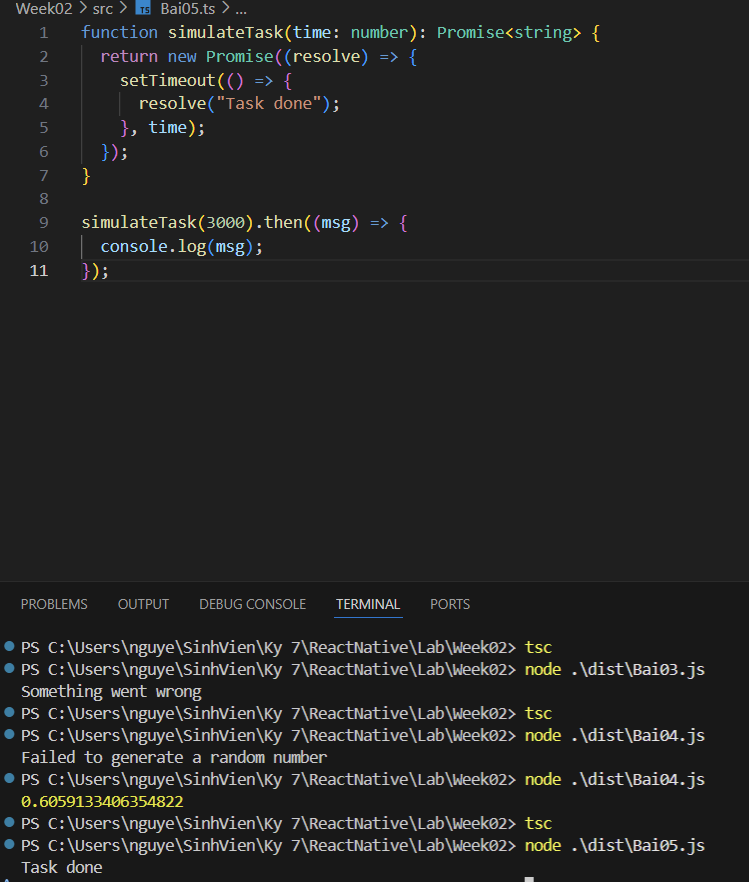 Week02 > src > TS Bai05.ts > ...
1 function simulateTask(time: number): Promise<string> {
2   return new Promise((resolve) => {
3     setTimeout(() => {
4       resolve("Task done");
5     }, time);
6   });
7 }
8
9 simulateTask(3000).then((msg) => {
10   console.log(msg);
11 });
PROBLEMS OUTPUT DEBUG CONSOLE TERMINAL PORTS
PS C:\Users\nguye\SinhVien\Ky 7\ReactNative\Lab\Week02> tsc
PS C:\Users\nguye\SinhVien\Ky 7\ReactNative\Lab\Week02> node .\dist\Bai03.js
Something went wrong
PS C:\Users\nguye\SinhVien\Ky 7\ReactNative\Lab\Week02> tsc
PS C:\Users\nguye\SinhVien\Ky 7\ReactNative\Lab\Week02> node .\dist\Bai04.js
Failed to generate a random number
PS C:\Users\nguye\SinhVien\Ky 7\ReactNative\Lab\Week02> node .\dist\Bai04.js
0.6059133406354822
PS C:\Users\nguye\SinhVien\Ky 7\ReactNative\Lab\Week02> tsc
PS C:\Users\nguye\SinhVien\Ky 7\ReactNative\Lab\Week02> node .\dist\Bai05.js
Task done